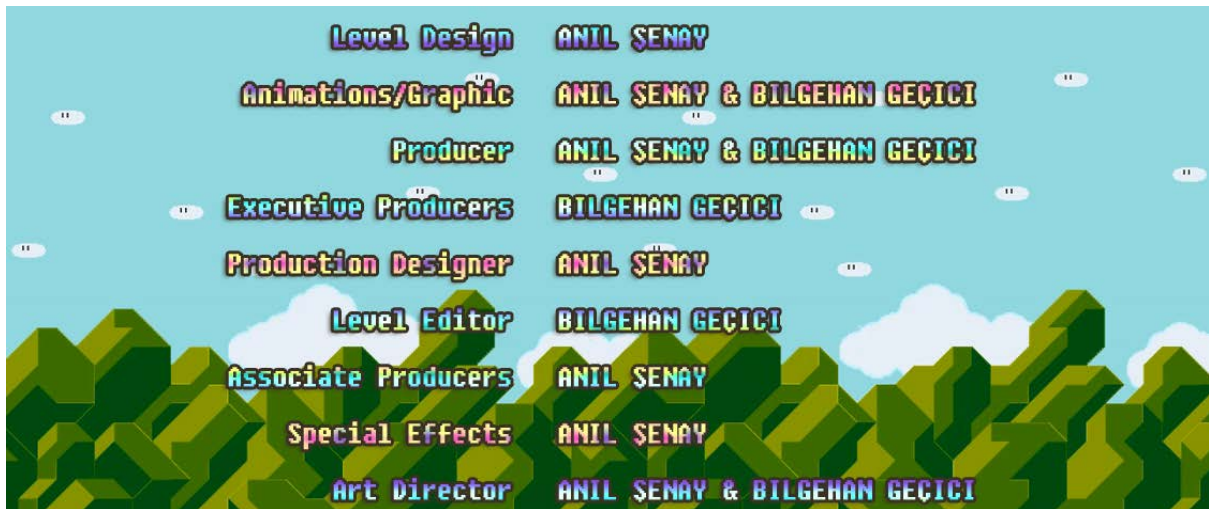 Level Design ANIL ŞENAY
Animations/Graphic ANIL ŞENAY & BILGEHAN GEÇICI
Producer ANIL ŞENAY & BILGEHAN GEÇICI
Executive Producers BILGEHAN GEÇICI
Production Designer ANIL ŞENAY
Level Editor BILGEHAN GEÇICI
Associate Producers ANIL ŞENAY
Special Effects ANIL ŞENAY
Art Director ANIL ŞENAY & BILGEHAN GEÇICI